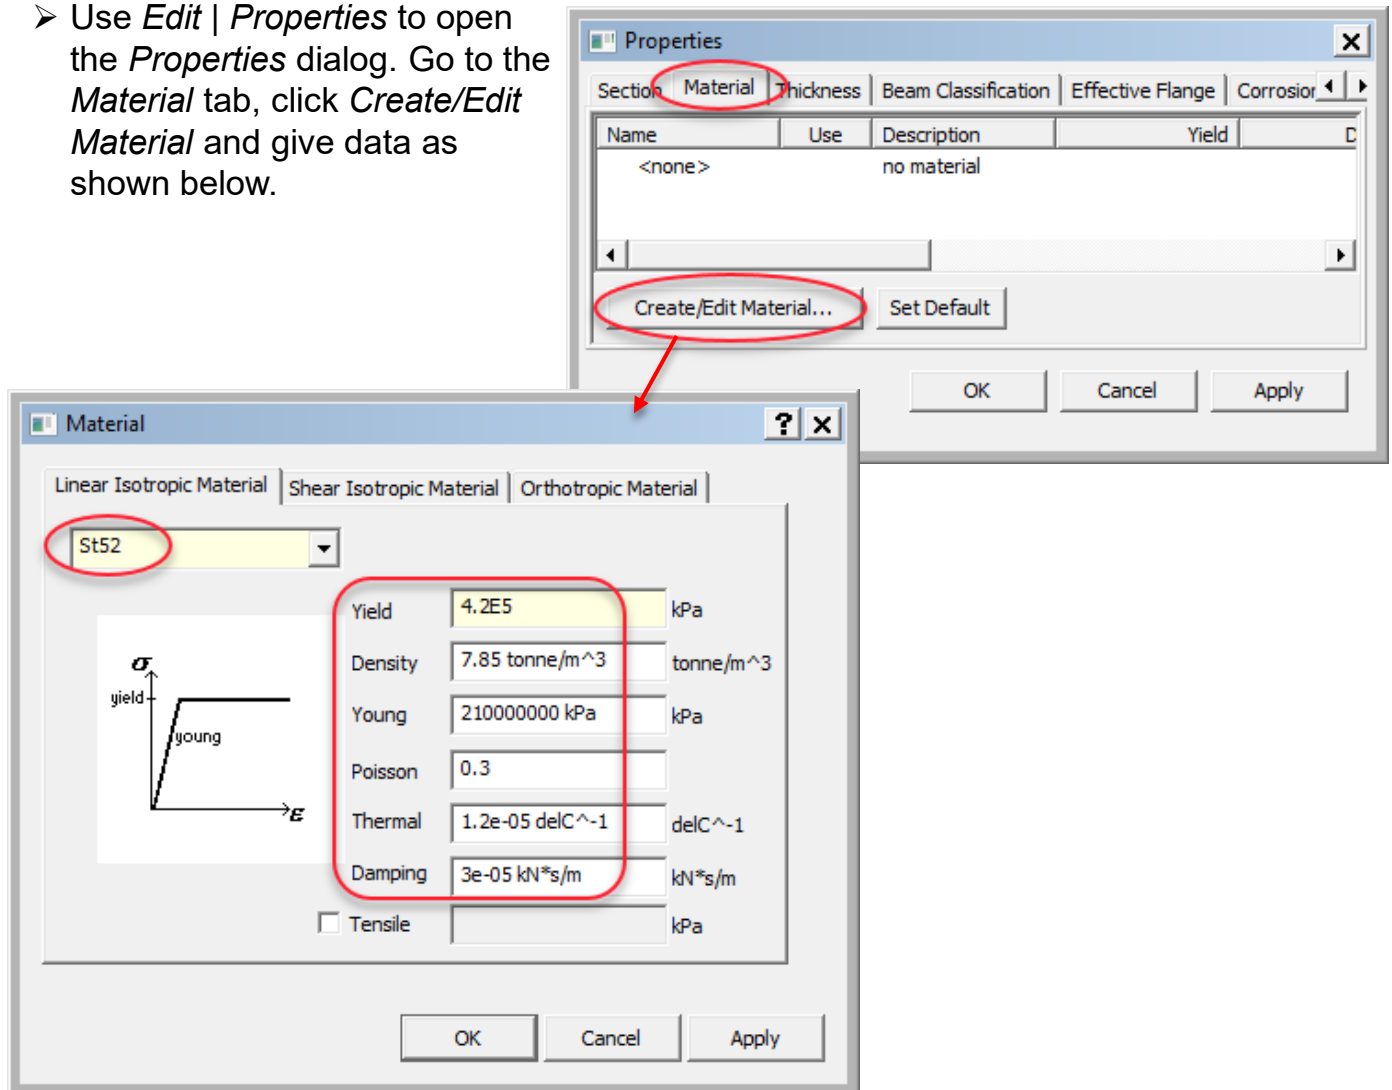 ➢ Use Edit | Properties to open
the Properties dialog. Go to the
Material tab, click Create/Edit
Material and give data as
shown below.
Properties
Section Material Thickness Beam Classification Effective Flange Corrosion
Name Use Description Yield D
<none> no material
Create/Edit Material... Set Default
OK Cancel Apply
Material
Linear Isotropic Material Shear Isotropic Material Orthotropic Material
St52
Yield 4.2E5 kPa
Density 7.85 tonne/m^3 tonne/m^3
Young 210000000 kPa kPa
Poisson 0.3
Thermal 1.2e-05 delC^-1 delC^-1
Damping 3e-05 kN*s/m kN*s/m
Tensile kPa
σ
yield
young
ε
OK Cancel Apply